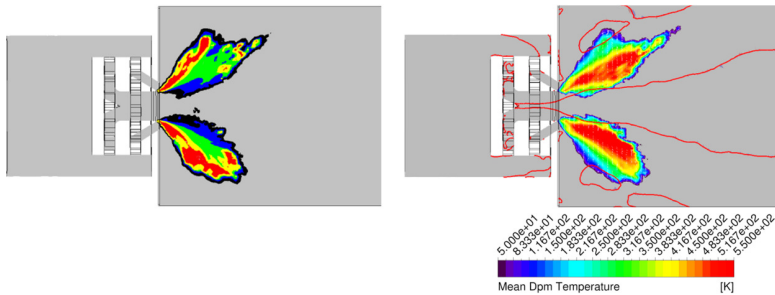 5.000e+01
8.333e+01
1.167e+02
1.500e+02
1.833e+02
2.167e+02
2.500e+02
2.833e+02
3.167e+02
3.500e+02
3.833e+02
4.167e+02
4.500e+02
4.833e+02
5.167e+02
5.500e+02
Mean Dpm Temperature [K]